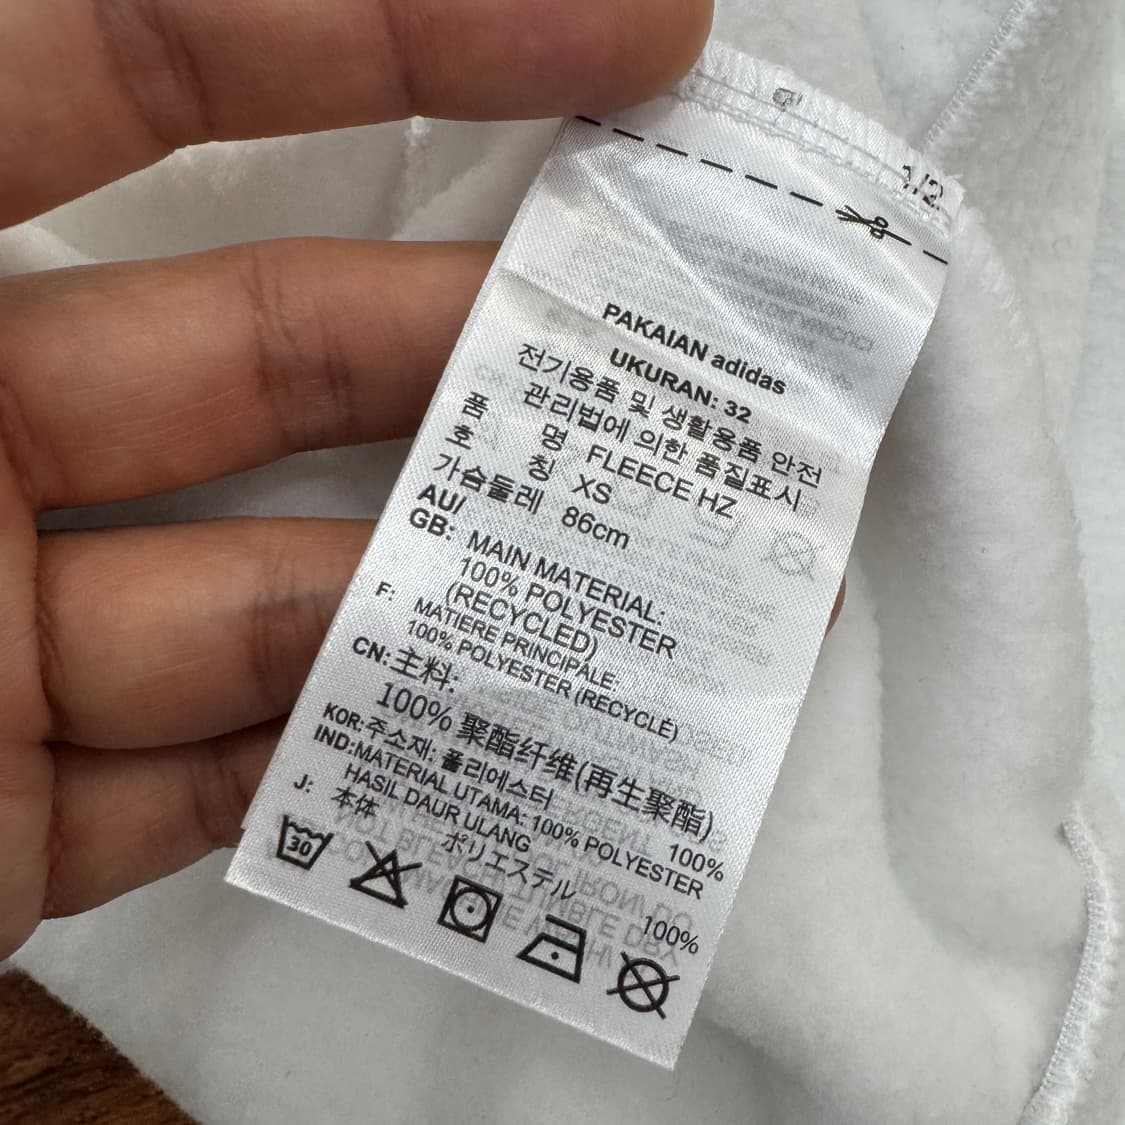 1/2
PAKAIAN adidas
UKURAN: 32
전기용품 및 생활용품 안전
관리법에 의한 품질표시
품 명 FLEECE HZ
호 칭 XS
가슴둘레 86cm
AU/
GB: MAIN MATERIAL:
100% POLYESTER
(RECYCLED)
F: MATIERE PRINCIPALE.
100% POLYESTER (RECYCLÉ)
CN: 主料:
100% 聚酯纤维(再生聚酯)
KOR: 주소재: 폴리에스터 100%
IND: MATERIAL UTAMA: 100% POLYESTER
HASIL DAUR ULANG
J: 本体
ポリエステル 100%
30